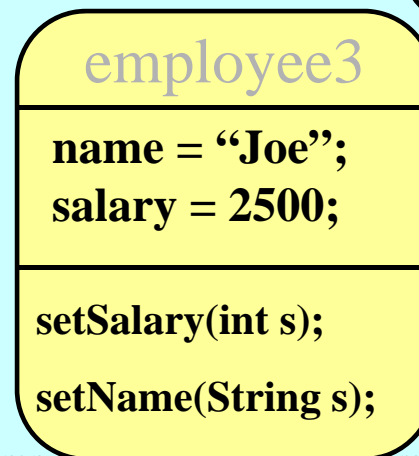 employee3
name = “Joe”;
salary = 2500;
setSalary(int s);
setName(String s);